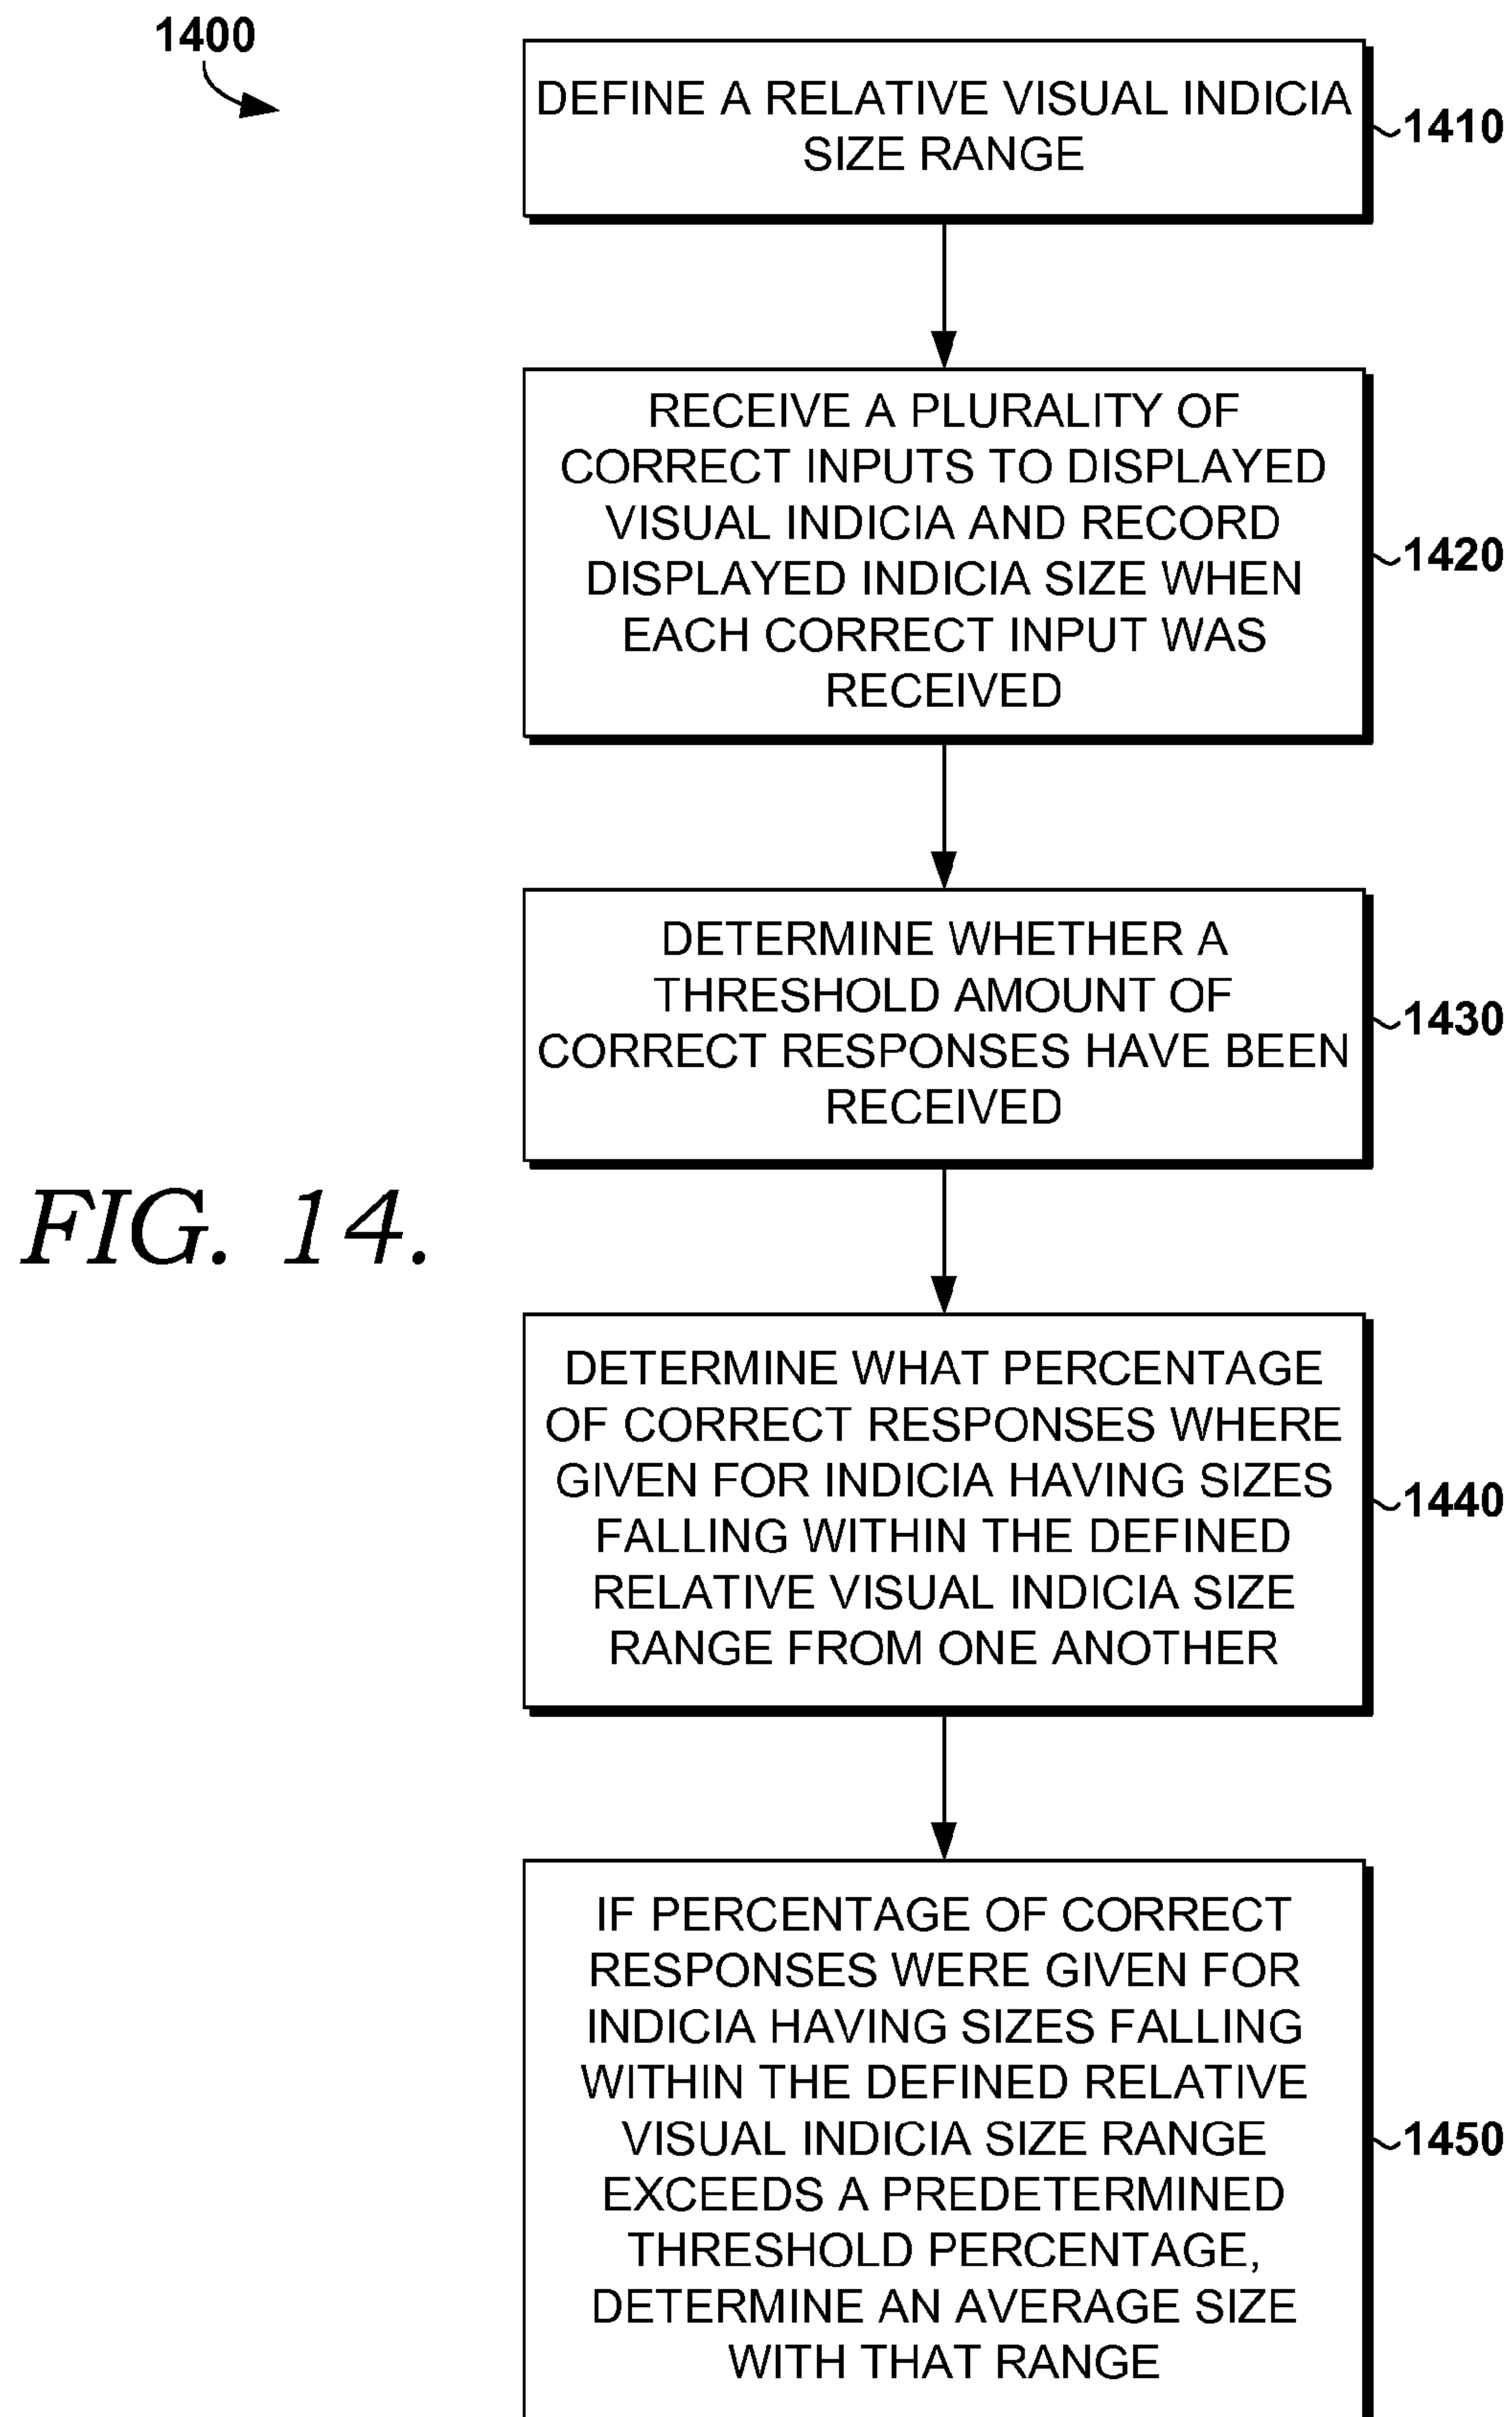 1400
DEFINE A RELATIVE VISUAL INDICIA
SIZE RANGE
1410
RECEIVE A PLURALITY OF
CORRECT INPUTS TO DISPLAYED
VISUAL INDICIA AND RECORD
DISPLAYED INDICIA SIZE WHEN
EACH CORRECT INPUT WAS
RECEIVED
1420
DETERMINE WHETHER A
THRESHOLD AMOUNT OF
CORRECT RESPONSES HAVE BEEN
RECEIVED
1430
FIG. 14.
DETERMINE WHAT PERCENTAGE
OF CORRECT RESPONSES WHERE
GIVEN FOR INDICIA HAVING SIZES
FALLING WITHIN THE DEFINED
RELATIVE VISUAL INDICIA SIZE
RANGE FROM ONE ANOTHER
1440
IF PERCENTAGE OF CORRECT
RESPONSES WERE GIVEN FOR
INDICIA HAVING SIZES FALLING
WITHIN THE DEFINED RELATIVE
VISUAL INDICIA SIZE RANGE
EXCEEDS A PREDETERMINED
THRESHOLD PERCENTAGE,
DETERMINE AN AVERAGE SIZE
WITH THAT RANGE
1450